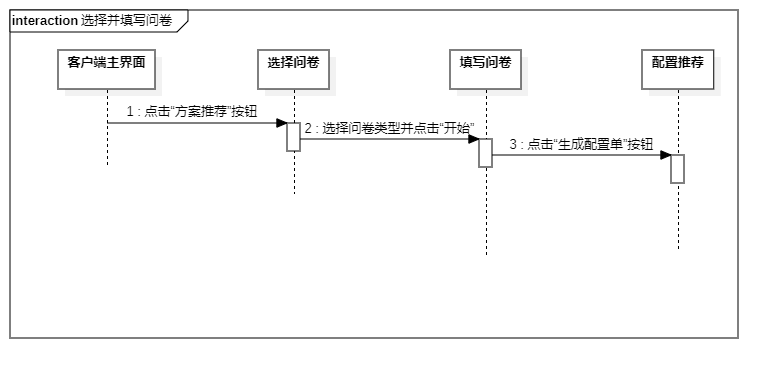 interaction 选择并填写问卷
客户端主界面
选择问卷
填写问卷
配置推荐
1 : 点击“方案推荐”按钮
2 : 选择问卷类型并点击“开始”
3 : 点击“生成配置单”按钮